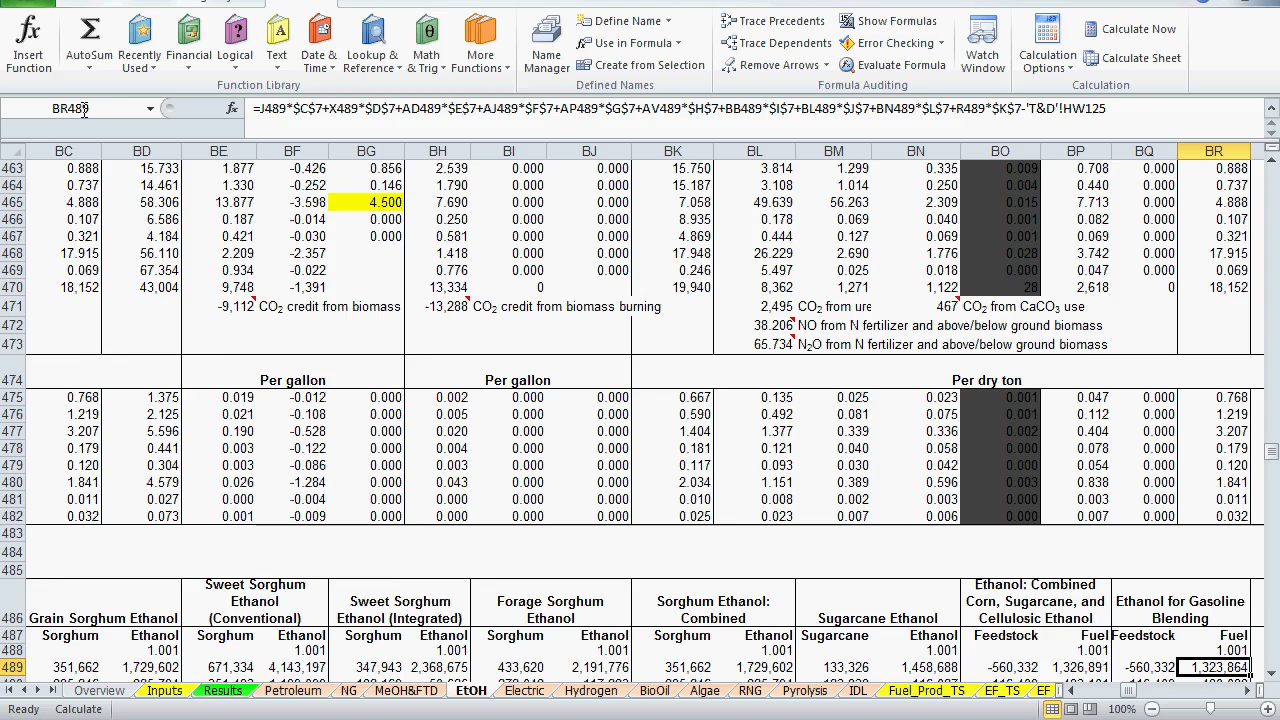 fx Σ θ
Insert Function
AutoSum
Recently Used
Financial
Logical
Text
Date & Time
Lookup & Reference
Math & Trig
More Functions
Function Library
Name Manager
Define Name
Use in Formula
Create from Selection
Defined Names
Trace Precedents
Trace Dependents
Remove Arrows
Show Formulas
Error Checking
Evaluate Formula
Formula Auditing
Watch Window
Calculation Options
Calculate Now
Calculate Sheet
Calculation
BR489 fx =J489*$C$7+X489*$D$7+AD489*$E$7+AJ489*$F$7+AP489*$G$7+AV489*$H$7+BB489*$I$7+BL489*$J$7+BN489*$L$7+R489*$K$7-'T&D'!HW125
BC BD BE BF BG BH BI BJ BK BL BM BN BO BP BQ BR
463 0.888 15.733 1.877 -0.426 0.856 2.539 0.000 0.000 15.750 3.814 1.299 0.335 0.009 0.708 0.000 0.888
464 0.737 14.461 1.330 -0.252 0.146 1.790 0.000 0.000 15.187 3.108 1.014 0.250 0.004 0.440 0.000 0.737
465 4.888 58.306 13.877 -3.598 4.500 7.690 0.000 0.000 7.058 49.639 56.263 2.309 0.015 7.713 0.000 4.888
466 0.107 6.586 0.187 -0.014 0.000 0.250 0.000 0.000 8.935 0.178 0.069 0.040 0.001 0.082 0.000 0.107
467 0.321 4.184 0.421 -0.030 0.000 0.581 0.000 0.000 4.869 0.444 0.127 0.069 0.001 0.069 0.000 0.321
468 17.915 56.110 2.209 -2.357 1.418 0.000 0.000 17.948 26.229 2.690 1.776 0.028 3.742 0.000 17.915
469 0.069 67.354 0.934 -0.022 0.776 0.000 0.000 0.246 5.497 0.025 0.018 0.000 0.047 0.000 0.069
470 18,152 43,004 9,748 -1,391 13,334 0 0 19,940 8,362 1,271 1,122 28 2,618 0 18,152
471 -9,112 CO2 credit from biomass -13,288 CO2 credit from biomass burning 2,495 CO2 from ure 467 CO2 from CaCO3 use
472 38.206 NO from N fertilizer and above/below ground biomass
473 65.734 N2O from N fertilizer and above/below ground biomass
474 Per gallon Per gallon Per dry ton
475 0.768 1.375 0.019 -0.012 0.000 0.002 0.000 0.000 0.667 0.135 0.025 0.023 0.001 0.047 0.000 0.768
476 1.219 2.125 0.021 -0.108 0.000 0.005 0.000 0.000 0.590 0.492 0.081 0.075 0.001 0.112 0.000 1.219
477 3.207 5.596 0.190 -0.528 0.000 0.020 0.000 0.000 1.404 1.377 0.339 0.336 0.002 0.404 0.000 3.207
478 0.179 0.441 0.003 -0.122 0.000 0.003 0.000 0.000 0.181 0.121 0.040 0.058 0.000 0.078 0.000 0.179
479 0.120 0.304 0.003 -0.086 0.000 0.003 0.000 0.000 0.117 0.093 0.030 0.042 0.000 0.054 0.000 0.120
480 1.841 4.579 0.026 -1.284 0.000 0.043 0.000 0.000 2.034 1.151 0.389 0.596 0.003 0.838 0.000 1.841
481 0.011 0.027 0.000 -0.004 0.000 0.000 0.000 0.000 0.010 0.008 0.002 0.003 0.000 0.003 0.000 0.011
482 0.032 0.073 0.001 -0.009 0.000 0.000 0.000 0.000 0.025 0.023 0.007 0.006 0.000 0.007 0.000 0.032
483
484
485
486 Grain Sorghum Ethanol
Sweet Sorghum Ethanol (Conventional)
Sweet Sorghum Ethanol (Integrated)
Forage Sorghum Ethanol
Sorghum Ethanol: Combined
Sugarcane Ethanol
Ethanol: Combined Corn, Sugarcane, and Cellulosic Ethanol
Ethanol for Gasoline Blending
487 Sorghum Ethanol Sorghum Ethanol Sorghum Ethanol Sorghum Ethanol Sorghum Ethanol Sugarcane Ethanol Feedstock Fuel Feedstock Fuel
488 1.001 1.001 1.001 1.001 1.001 1.001 1.001 1.001
489 351,662 1,729,602 671,334 4,143,197 347,943 2,368,675 433,620 2,191,776 351,662 1,729,602 133,326 1,458,688 -560,332 1,326,891 -560,332 1,323,864
Overview Inputs Results Petroleum NG MeOH&FTD EtOH Electric Hydrogen BioOil Algae RNG Pyrolysis IDL Fuel_Prod_TS EF_TS EF
Ready Calculate 100%